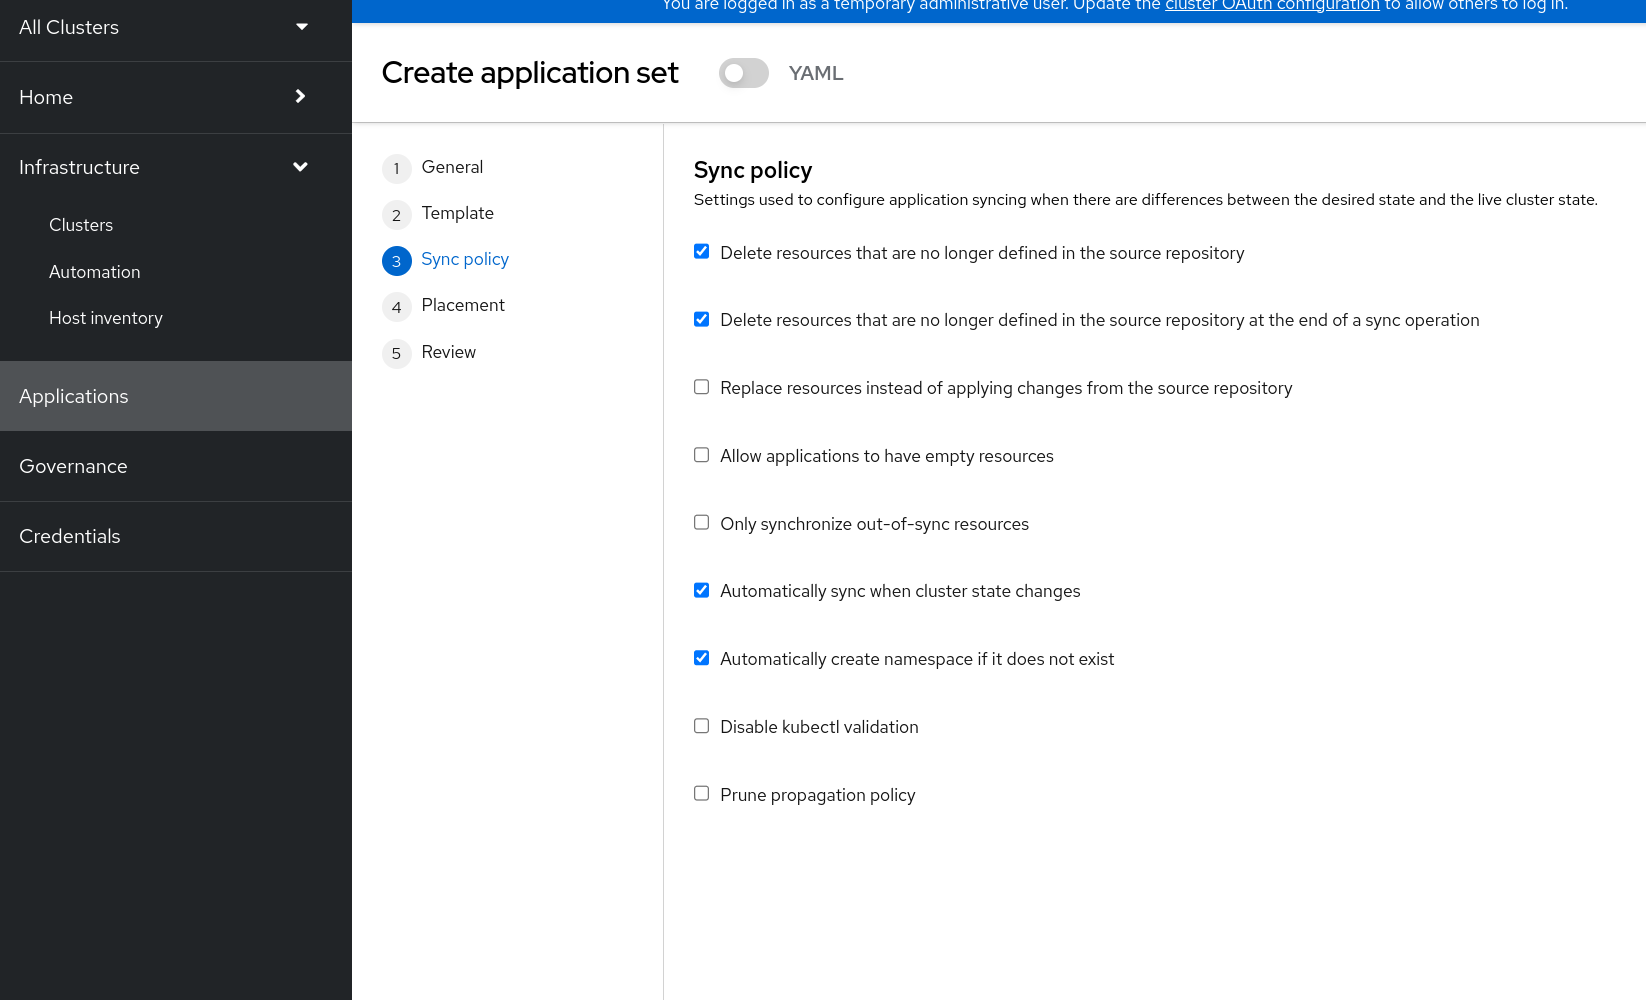 You are logged in as a temporary administrative user. Update the cluster OAuth configuration to allow others to log in.
All Clusters
Home
Infrastructure
Clusters
Automation
Host inventory
Applications
Governance
Credentials
Create application set
YAML
1 General
2 Template
3 Sync policy
4 Placement
5 Review
Sync policy
Settings used to configure application syncing when there are differences between the desired state and the live cluster state.
Delete resources that are no longer defined in the source repository
Delete resources that are no longer defined in the source repository at the end of a sync operation
Replace resources instead of applying changes from the source repository
Allow applications to have empty resources
Only synchronize out-of-sync resources
Automatically sync when cluster state changes
Automatically create namespace if it does not exist
Disable kubectl validation
Prune propagation policy